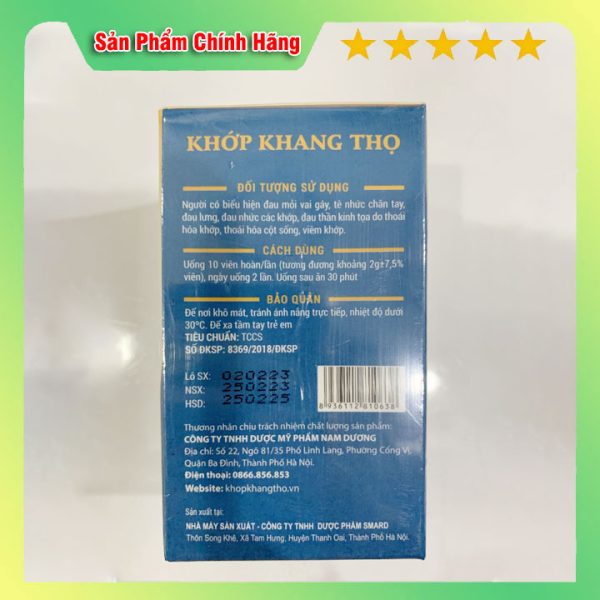 Sản Phẩm Chính Hãng
KHỚP KHANG THỌ
ĐỐI TƯỢNG SỬ DỤNG
Người có biểu hiện đau mỏi vai gáy, tê nhức chân tay,
đau lưng, đau nhức các khớp, đau thần kinh tọa do thoái
hóa khớp, thoái hóa cột sống, viêm khớp.
CÁCH DÙNG
Uống 10 viên hoàn/lần (tương đương khoảng 2g±7,5%
viên), ngày uống 2 lần. Uống sau ăn 30 phút
BẢO QUẢN
Để nơi khô mát, tránh ánh nắng trực tiếp, nhiệt độ dưới
30ºC. Để xa tầm tay trẻ em
TIÊU CHUẨN: TCCS
SỐ ĐKSP: 8369/2018/ĐKSP
Lô SX: 020223
NSX: 250223
HSD: 250225
8 936112 810638
Thương nhân chịu trách nhiệm chất lượng sản phẩm:
CÔNG TY TNHH DƯỢC MỸ PHẨM NAM DƯƠNG
Địa chỉ: Số 22, Ngõ 81/35 Phố Linh Lang, Phường Cống Vị,
Quận Ba Đình, Thành Phố Hà Nội.
Điện thoại: 0866.856.853
Website: khopkhangtho.vn
Sản xuất tại:
NHÀ MÁY SẢN XUẤT - CÔNG TY TNHH DƯỢC PHẨM SMARD
Thôn Song Khê, Xã Tam Hưng, Huyện Thanh Oai, Thành Phố Hà Nội.